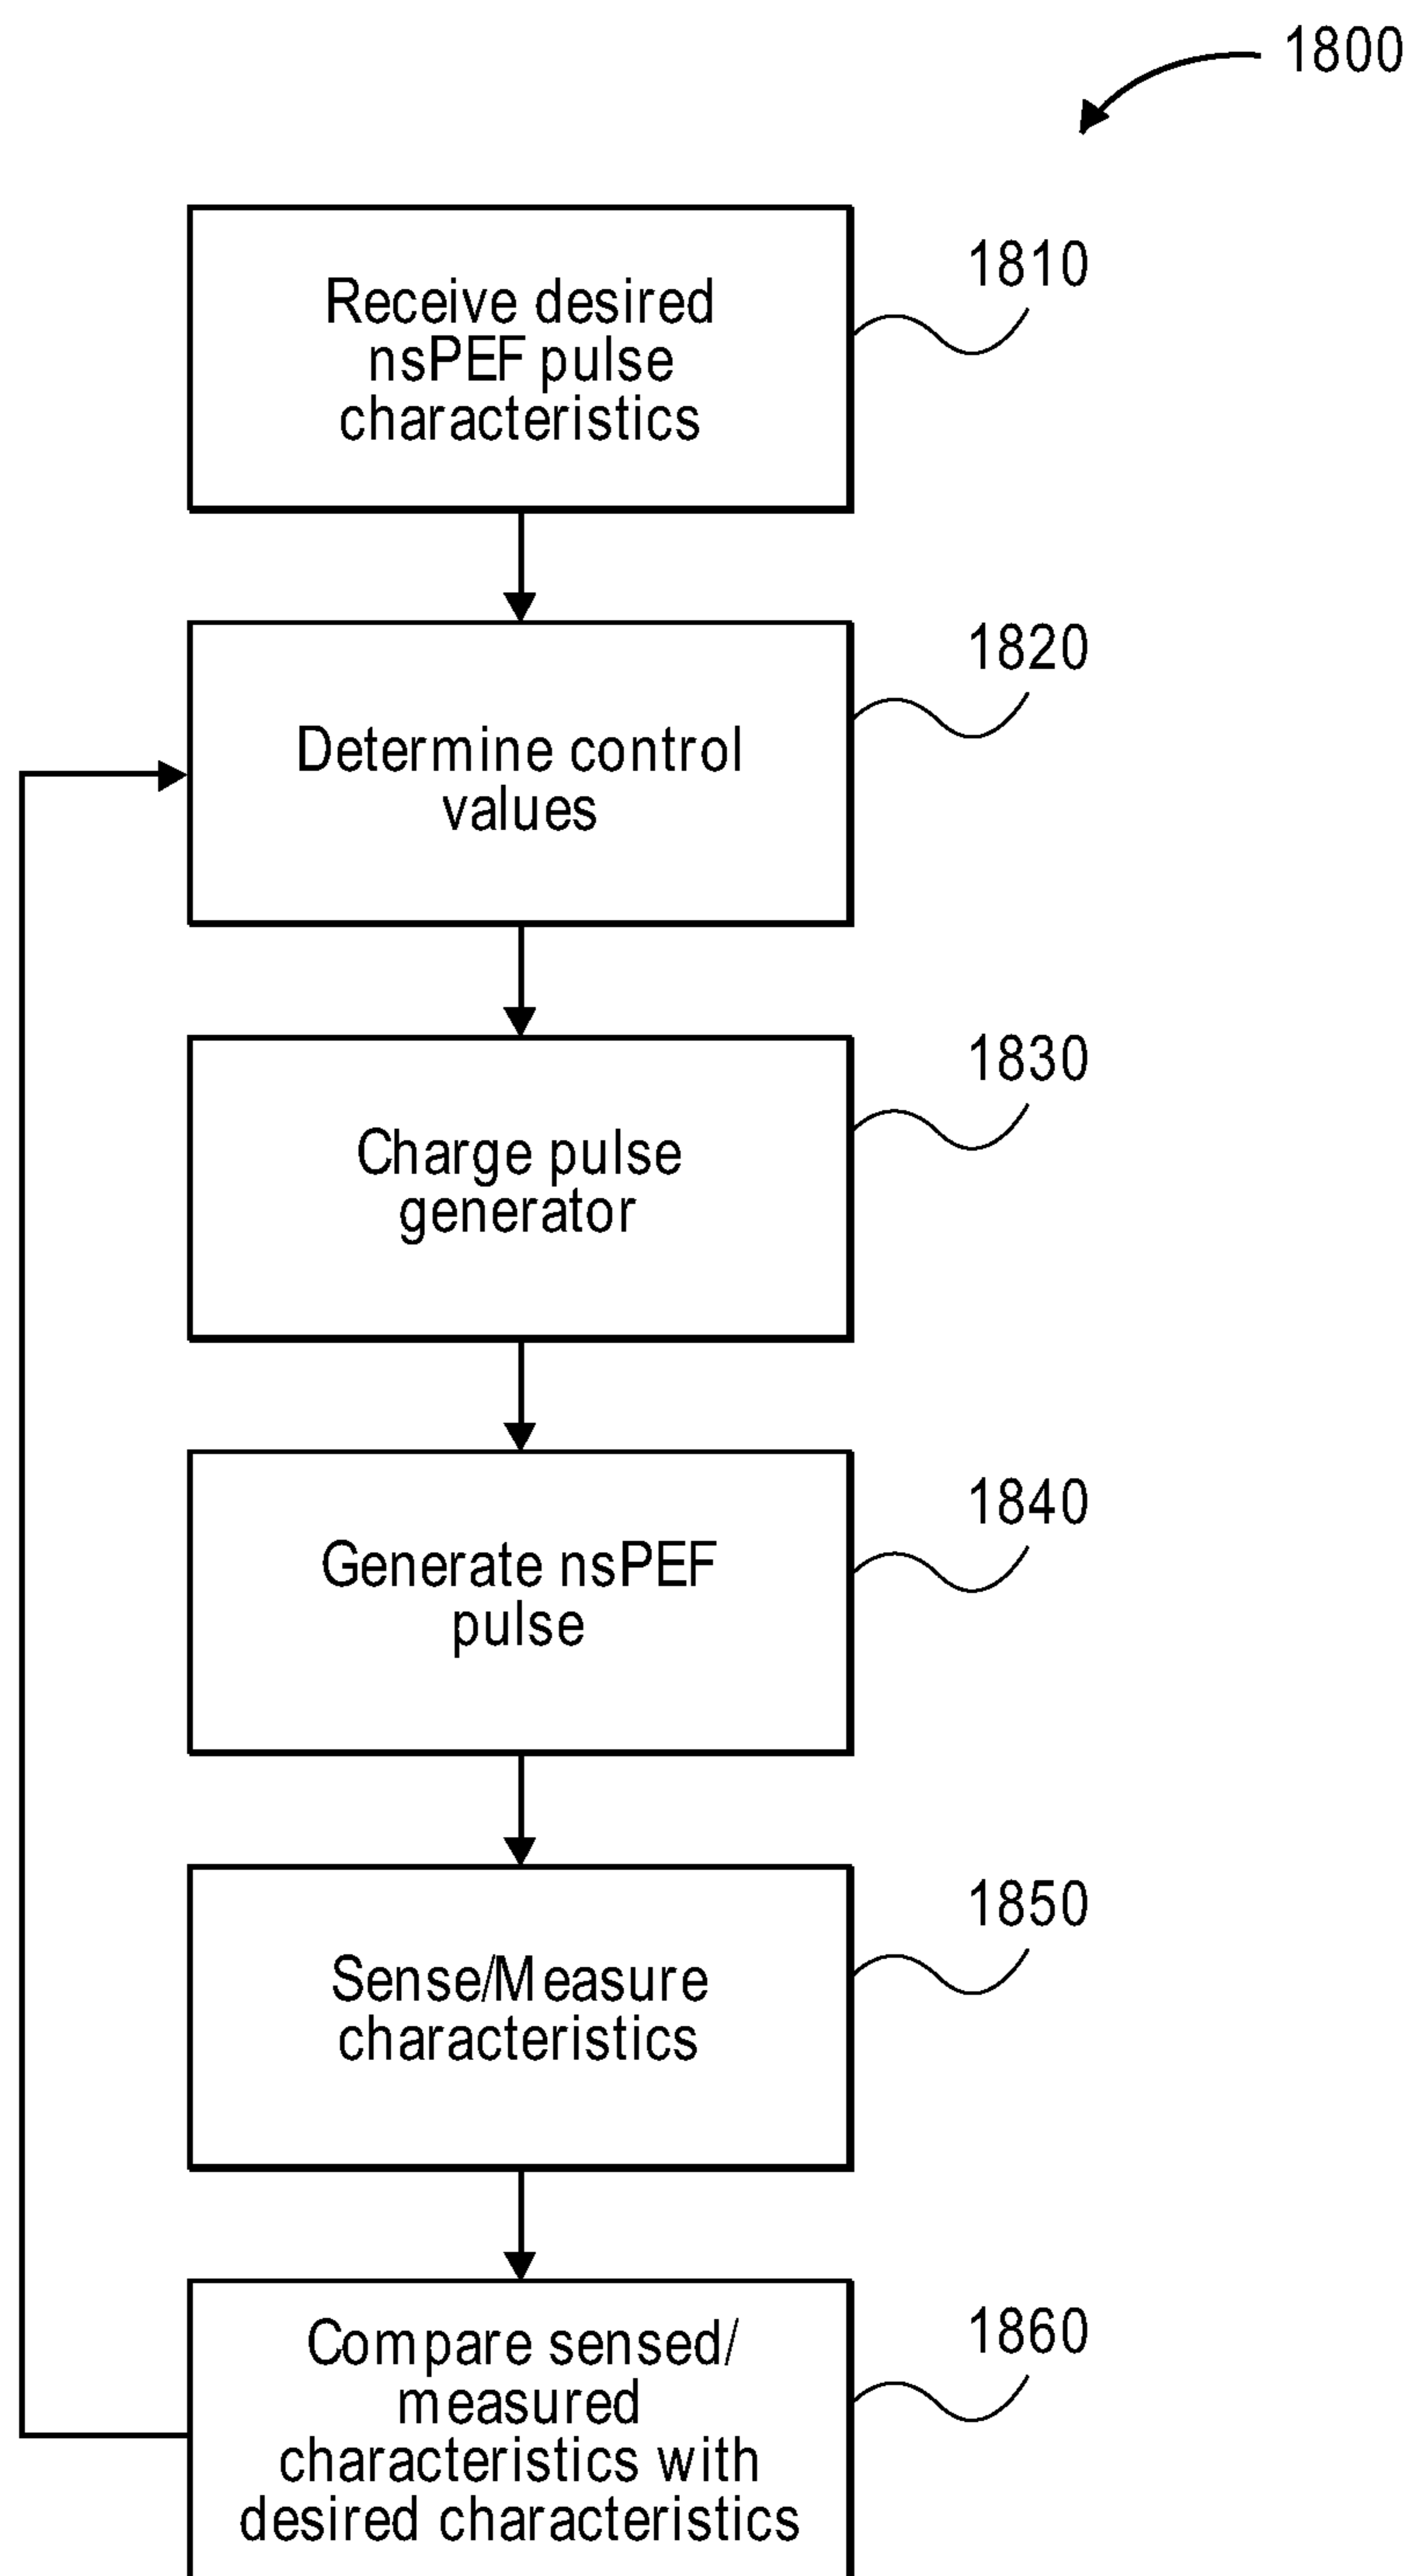 1800
Receive desired
nsPEF pulse
characteristics
1810
Determine control
values
1820
Charge pulse
generator
1830
Generate nsPEF
pulse
1840
Sense/Measure
characteristics
1850
Compare sensed/
measured
characteristics with
desired characteristics
1860